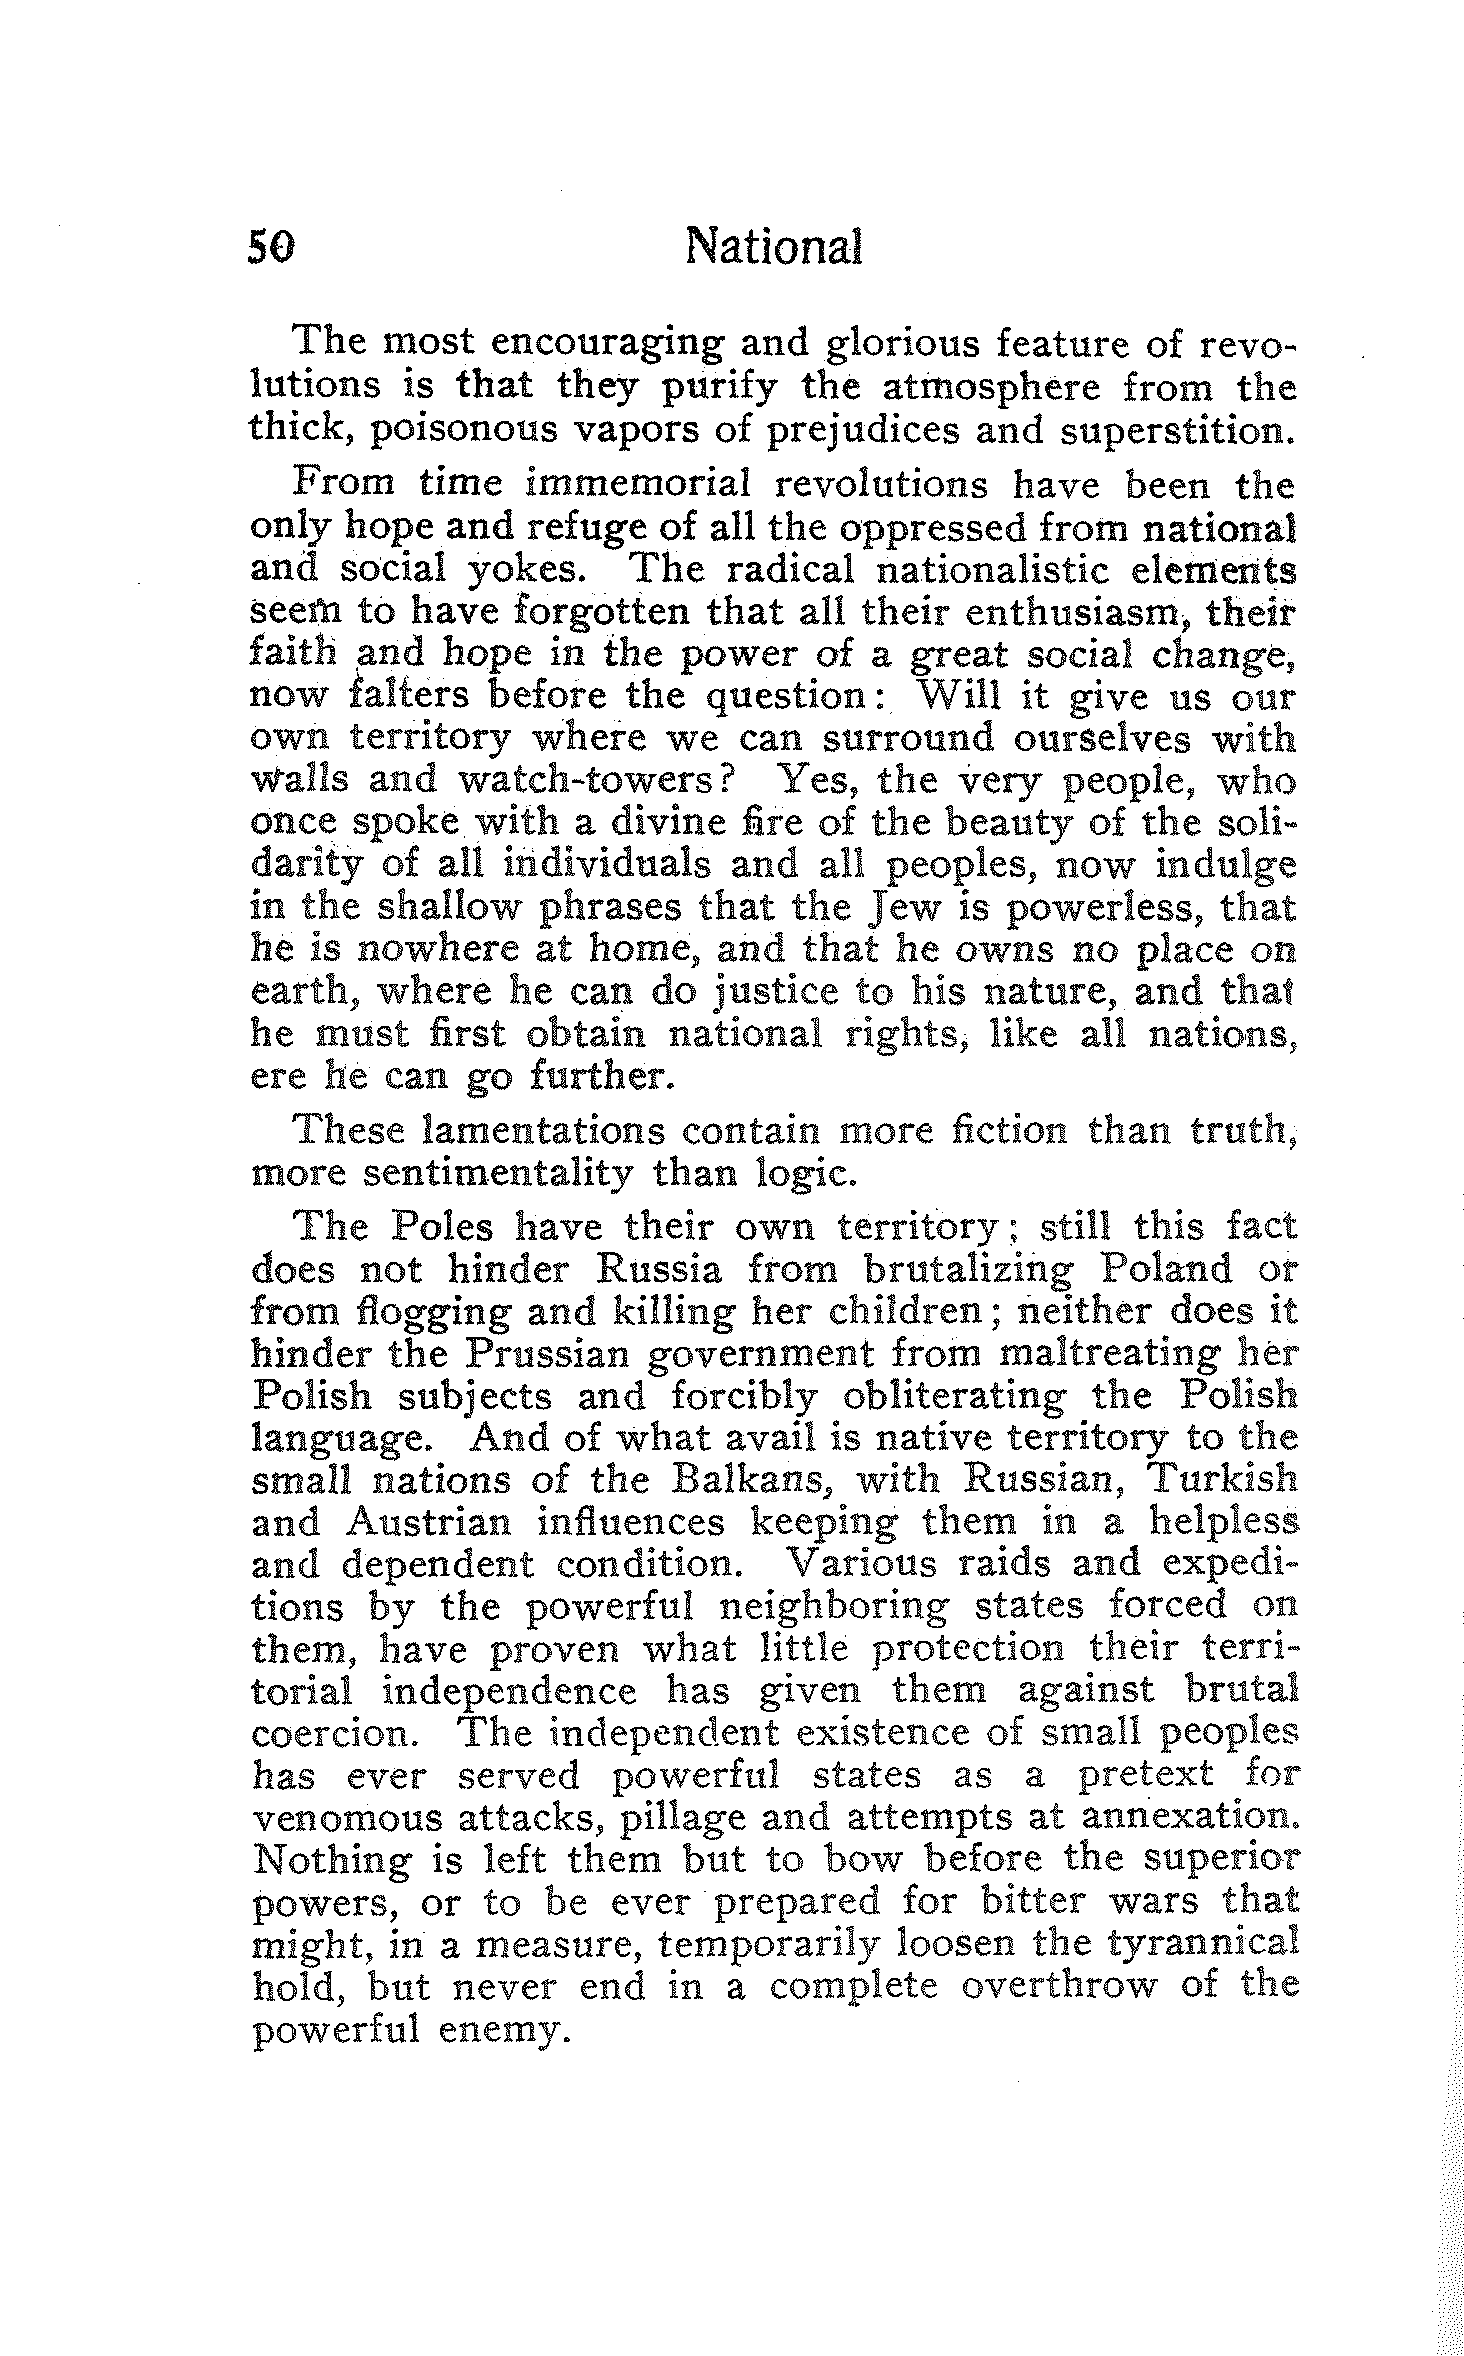 50 National
The most encouraging and glorious feature of revo-
lutions is that they purify the atmosphere from the
thick, poisonous vapors of prejudices and superstition.
From time immemorial revolutions have been the
only hope and refuge of all the oppressed from national
and social yokes. The radical nationalistic elements
seem to have forgotten that all their enthusiasm, their
faith and hope in the power of a great social change,
now falters before the question: Will it give us our
own territory where we can surround ourselves with
walls and watch-towers? Yes, the very people, who
once spoke with a divine fire of the beauty of the soli-
darity of all individuals and all peoples, now indulge
in the shallow phrases that the Jew is powerless, that
he is nowhere at home, and that he owns no place on
earth, where he can do justice to his nature, and that
he must first obtain national rights, like all nations,
ere he can go further.
These lamentations contain more fiction than truth,
more sentimentality than logic.
The Poles have their own territory; still this fact
does not hinder Russia from brutalizing Poland or
from flogging and killing her children; neither does it
hinder the Prussian government from maltreating her
Polish subjects and forcibly obliterating the Polish
language. And of what avail is native territory to the
small nations of the Balkans, with Russian, Turkish
and Austrian influences keeping them in a helpless
and dependent condition. Various raids and expedi-
tions by the powerful neighboring states forced on
them, have proven what little protection their terri-
torial independence has given them against brutal
coercion. The independent existence of small peoples
has ever served powerful states as a pretext for
venomous attacks, pillage and attempts at annexation.
Nothing is left them but to bow before the superior
powers, or to be ever prepared for bitter wars that
might, in a measure, temporarily loosen the tyrannical
hold, but never end in a complete overthrow of the
powerful enemy.